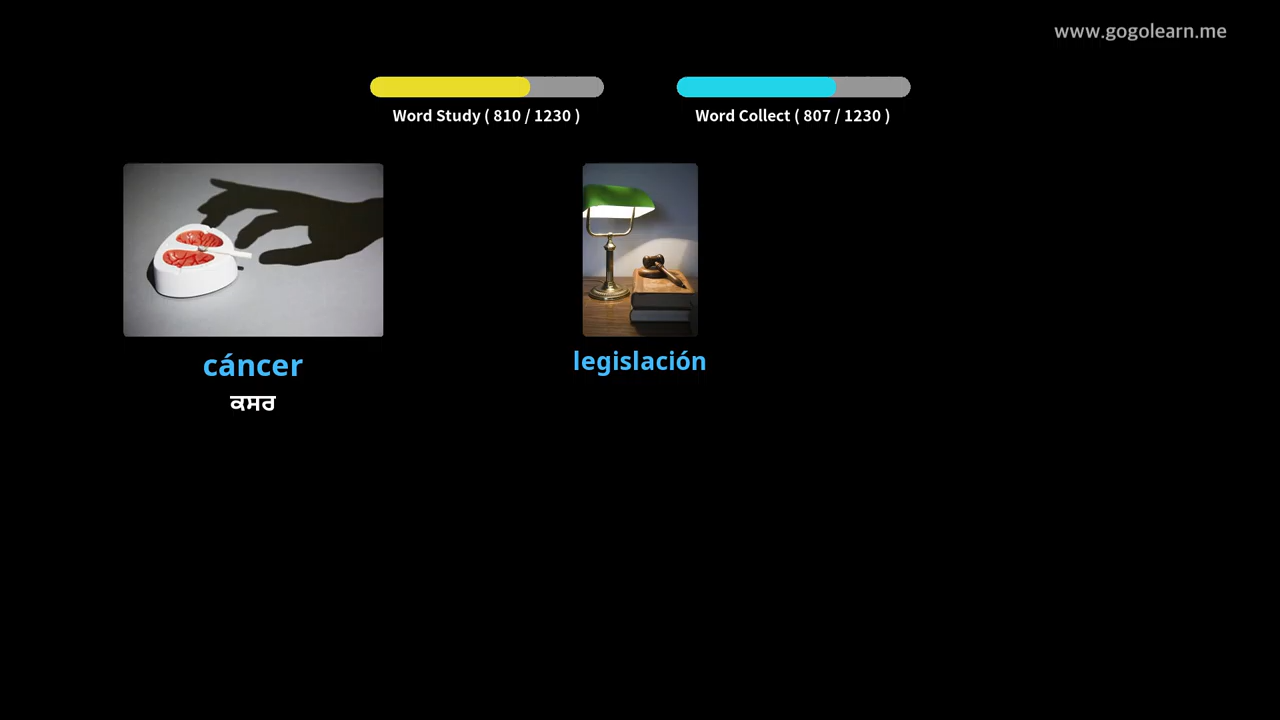 www.gogolearn.me
Word Study ( 810 / 1230 )
Word Collect ( 807 / 1230 )
cáncer
legislación
ਕਸਰ